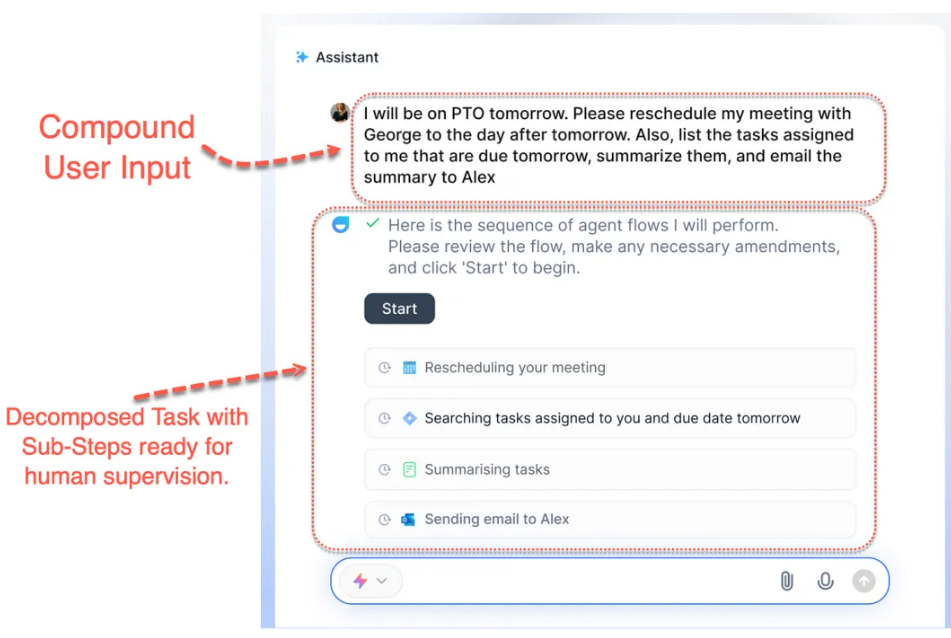 Assistant
Compound
User Input
I will be on PTO tomorrow. Please reschedule my meeting with
George to the day after tomorrow. Also, list the tasks assigned
to me that are due tomorrow, summarize them, and email the
summary to Alex
Here is the sequence of agent flows I will perform.
Please review the flow, make any necessary amendments,
and click 'Start' to begin.
Start
Decomposed Task with
Sub-Steps ready for
human supervision.
Rescheduling your meeting
Searching tasks assigned to you and due date tomorrow
Summarising tasks
Sending email to Alex